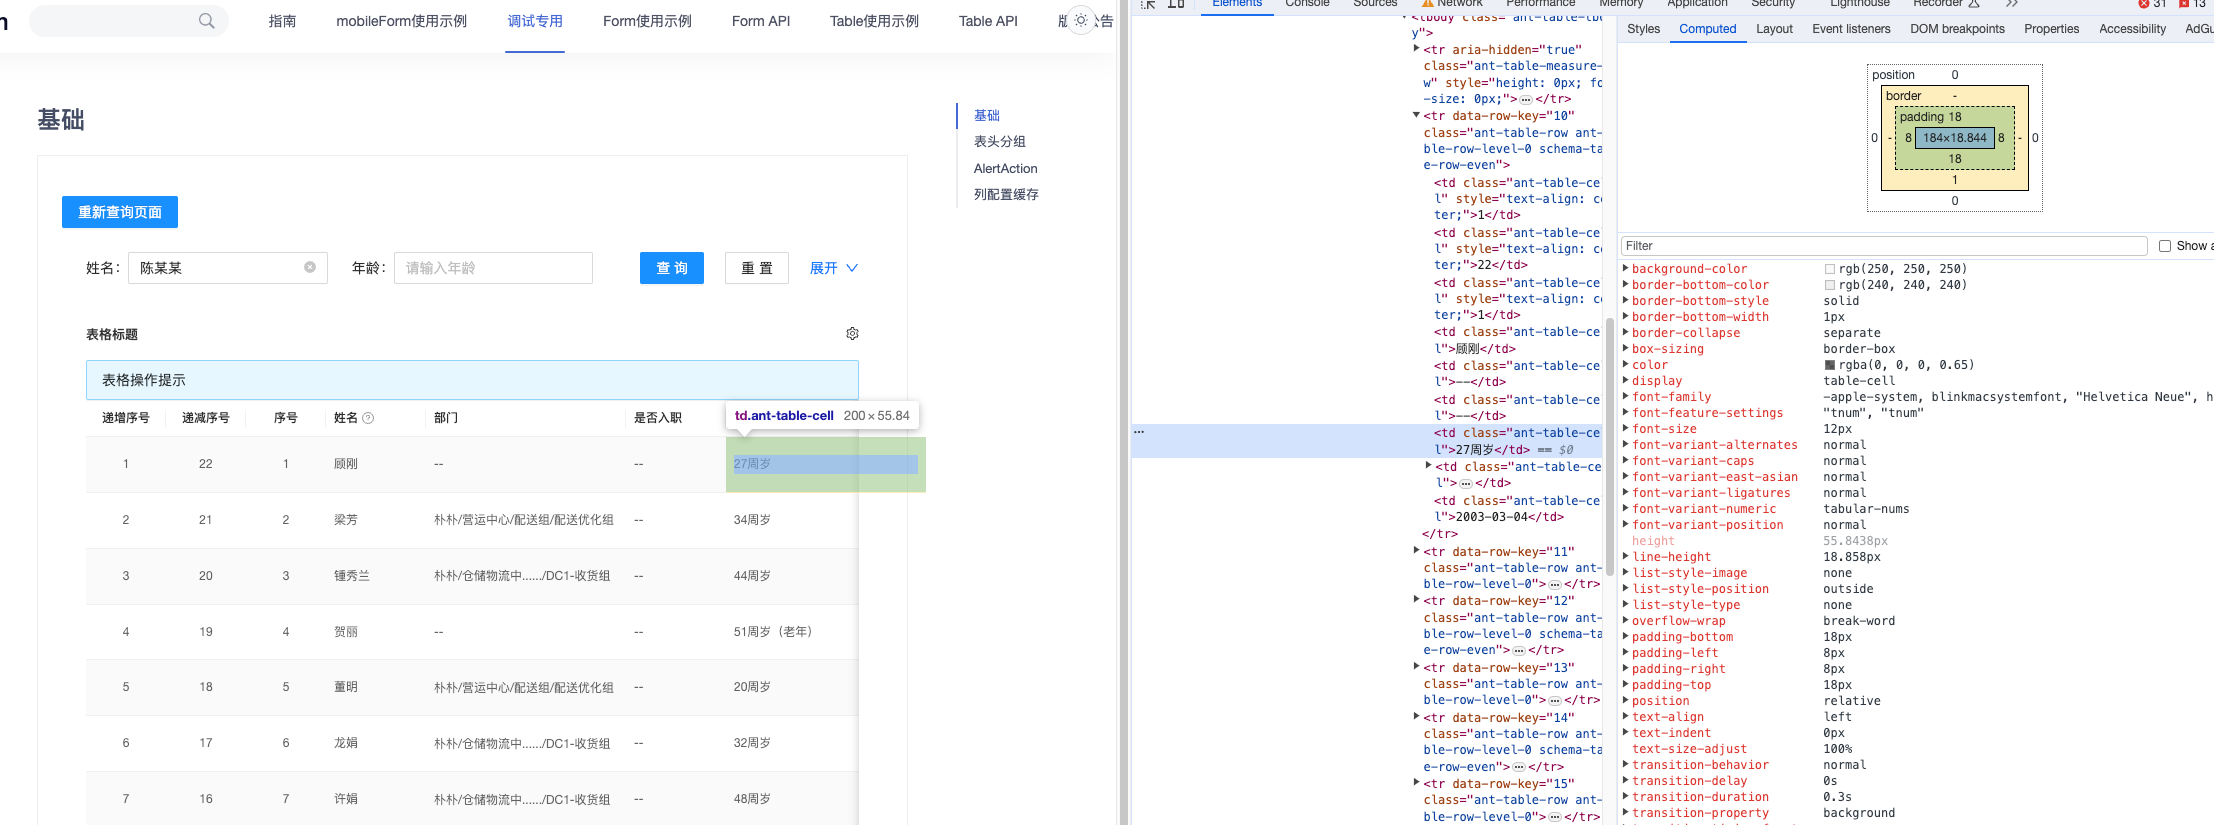 指南 mobileForm使用示例 调试专用 Form使用示例 Form API Table使用示例 Table API
基础
基础
表头分组
AlertAction
列配置缓存
重新查询页面
姓名: 陈某某 年龄: 请输入年龄 查 询 重 置 展开
表格标题
表格操作提示
递增序号 递减序号 序号 姓名 部门 是否入职
td.ant-table-cell 200 × 55.84
1 22 1 顾刚 -- -- 27周岁
2 21 2 梁芳 朴朴/营运中心/配送组/配送优化组 -- 34周岁
3 20 3 锺秀兰 朴朴/仓储物流中....../DC1-收货组 -- 44周岁
4 19 4 贺丽 -- -- 51周岁（老年）
5 18 5 董明 朴朴/营运中心/配送组/配送优化组 -- 20周岁
6 17 6 龙娟 朴朴/仓储物流中....../DC1-收货组 -- 32周岁
7 16 7 许娟 朴朴/仓储物流中....../DC1-收货组 -- 48周岁
Elements Console Sources Network Performance Memory Application Security Lighthouse Recorder >> 31 13
y">
<tr aria-hidden="true"
class="ant-table-measure-
w" style="height: 0px; fo
-size: 0px;">…</tr>
<tr data-row-key="10"
class="ant-table-row ant-
ble-row-level-0 schema-ta
e-row-even">
<td class="ant-table-ce
l" style="text-align: ce
ter;">1</td>
<td class="ant-table-ce
l" style="text-align: ce
ter;">22</td>
<td class="ant-table-ce
l" style="text-align: ce
ter;">1</td>
<td class="ant-table-ce
l">顾刚</td>
<td class="ant-table-ce
l">--</td>
<td class="ant-table-ce
l">--</td>
<td class="ant-table-ce
l">27周岁</td> == $0
<td class="ant-table-ce
l">…</td>
<td class="ant-table-ce
l">2003-03-04</td>
</tr>
<tr data-row-key="11"
class="ant-table-row ant-
ble-row-level-0">…</tr>
<tr data-row-key="12"
class="ant-table-row ant-
ble-row-level-0 schema-ta
e-row-even">…</tr>
<tr data-row-key="13"
class="ant-table-row ant-
ble-row-level-0">…</tr>
<tr data-row-key="14"
class="ant-table-row ant-
ble-row-level-0 schema-ta
e-row-even">…</tr>
<tr data-row-key="15"
class="ant-table-row ant-
ble-row-level-0">…</tr>
Styles Computed Layout Event listeners DOM breakpoints Properties Accessibility AdGu
position 0
border -
padding 18
0 - 8 184×18.844 8 - 0
18
1
0
Filter Show a
background-color rgb(250, 250, 250)
border-bottom-color rgb(240, 240, 240)
border-bottom-style solid
border-bottom-width 1px
border-collapse separate
box-sizing border-box
color rgba(0, 0, 0, 0.65)
display table-cell
font-family -apple-system, blinkmacsystemfont, "Helvetica Neue", h
font-feature-settings "tnum", "tnum"
font-size 12px
font-variant-alternates normal
font-variant-caps normal
font-variant-east-asian normal
font-variant-ligatures normal
font-variant-numeric tabular-nums
font-variant-position normal
height 55.8438px
line-height 18.858px
list-style-image none
list-style-position outside
list-style-type none
overflow-wrap break-word
padding-bottom 18px
padding-left 8px
padding-right 8px
padding-top 18px
position relative
text-align left
text-indent 0px
text-size-adjust 100%
transition-behavior normal
transition-delay 0s
transition-duration 0.3s
transition-property background